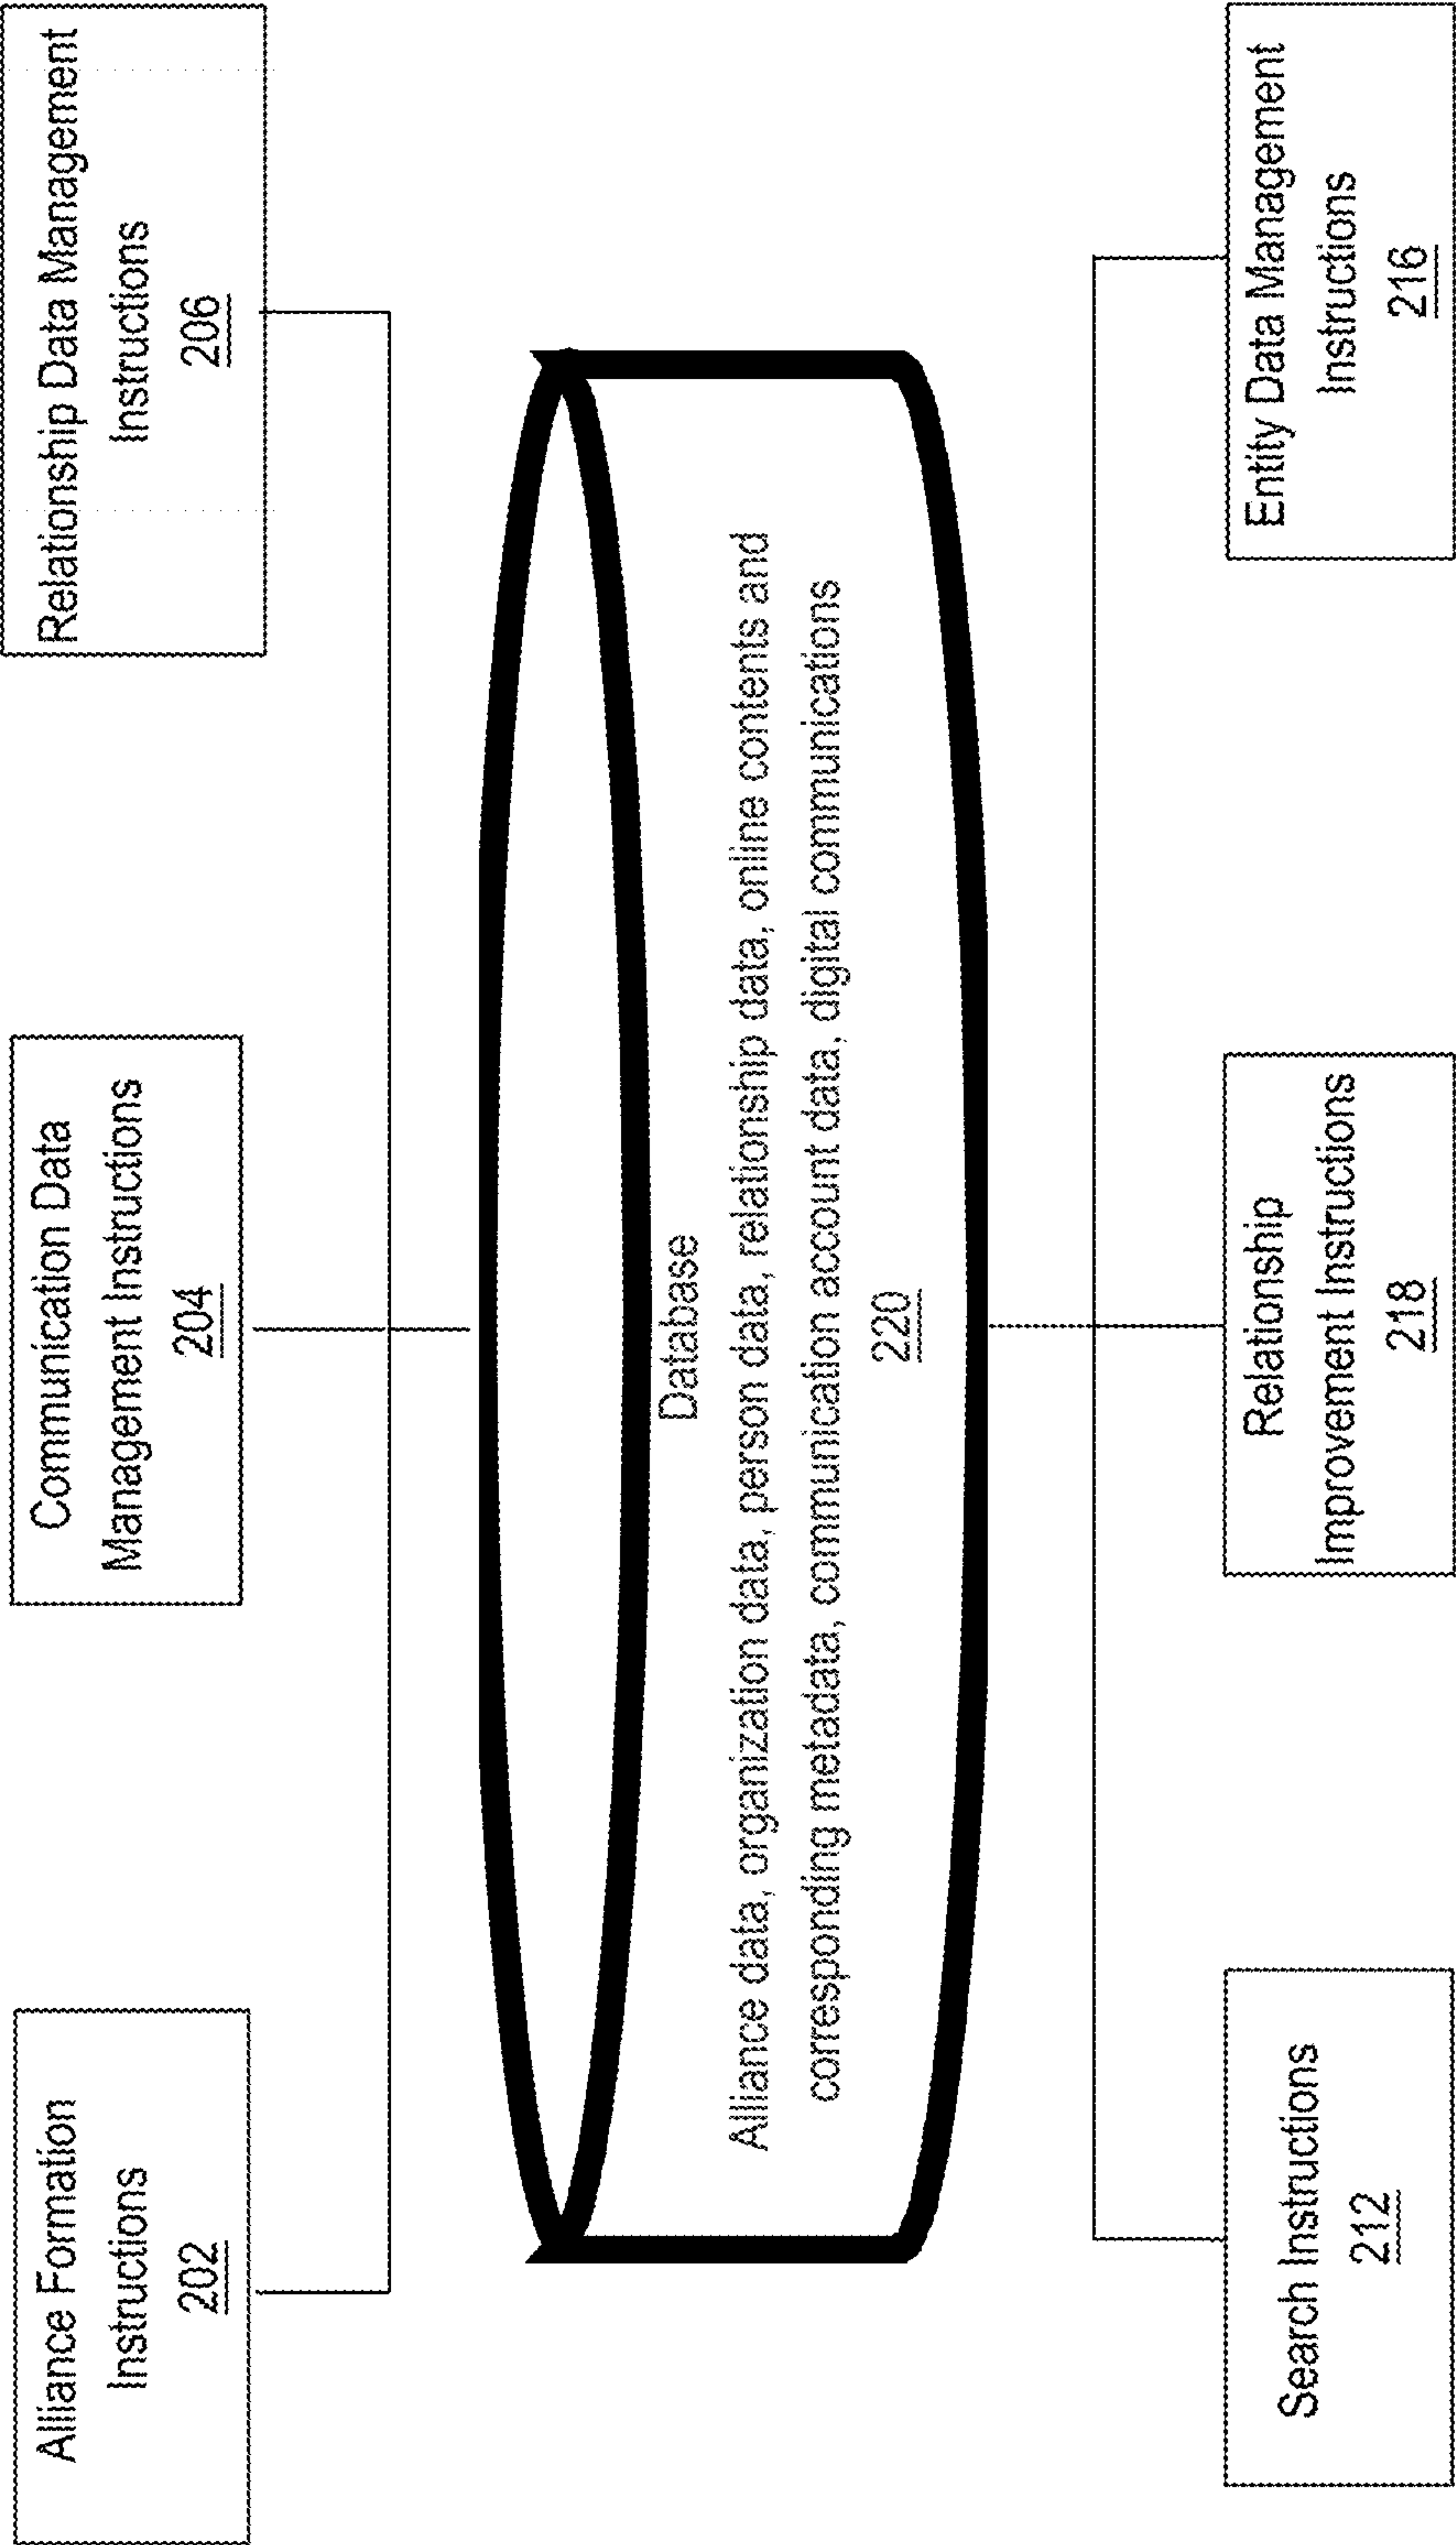 Alliance Formation
Instructions
202
Communication Data
Management Instructions
204
Relationship Data Management
Instructions
206
Database
Alliance data, organization data, person data, relationship data, online contents and
corresponding metadata, communication account data, digital communications
220
Search Instructions
212
Relationship
Improvement Instructions
218
Entity Data Management
Instructions
216